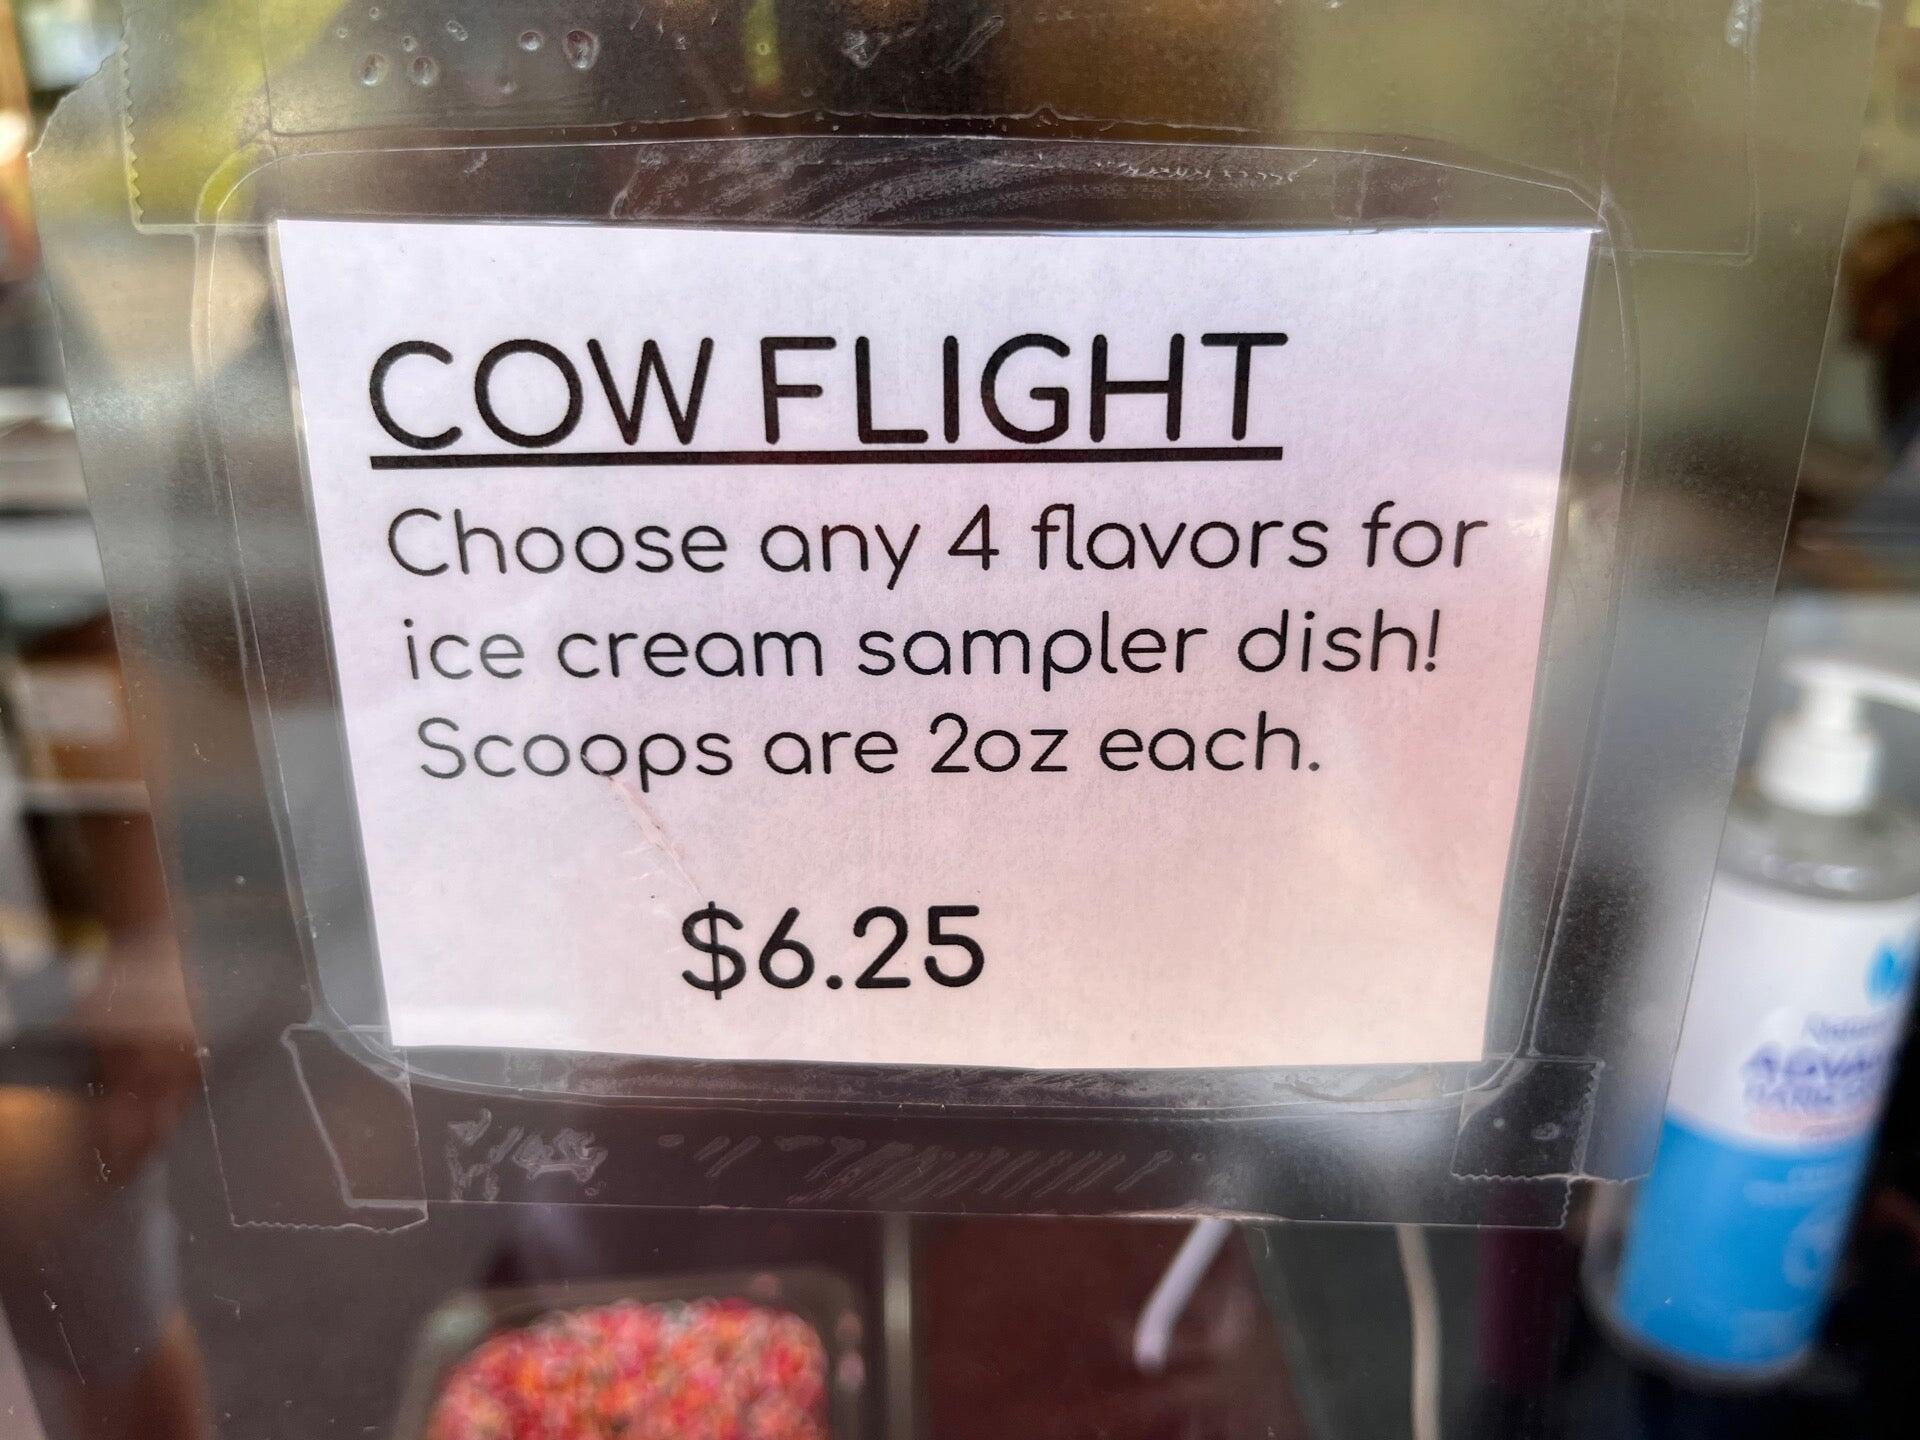 COW FLIGHT
Choose any 4 flavors for
ice cream sampler dish!
Scoops are 2oz each.
$6.25